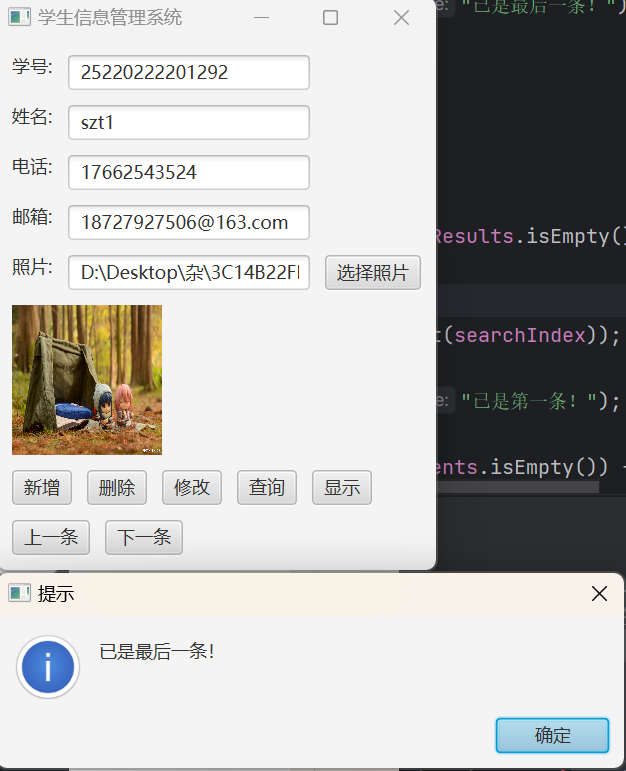 学生信息管理系统
e: "已是最后一条！")
学号: 25220222201292
姓名: szt1
电话: 17662543524
邮箱: 18727927506@163.com
Results.isEmpty()
照片: D:\Desktop\杂\3C14B22F 选择照片
t(searchIndex));
e: "已是第一条！");
ents.isEmpty())
新增 删除 修改 查询 显示
上一条 下一条
提示
已是最后一条！
确定